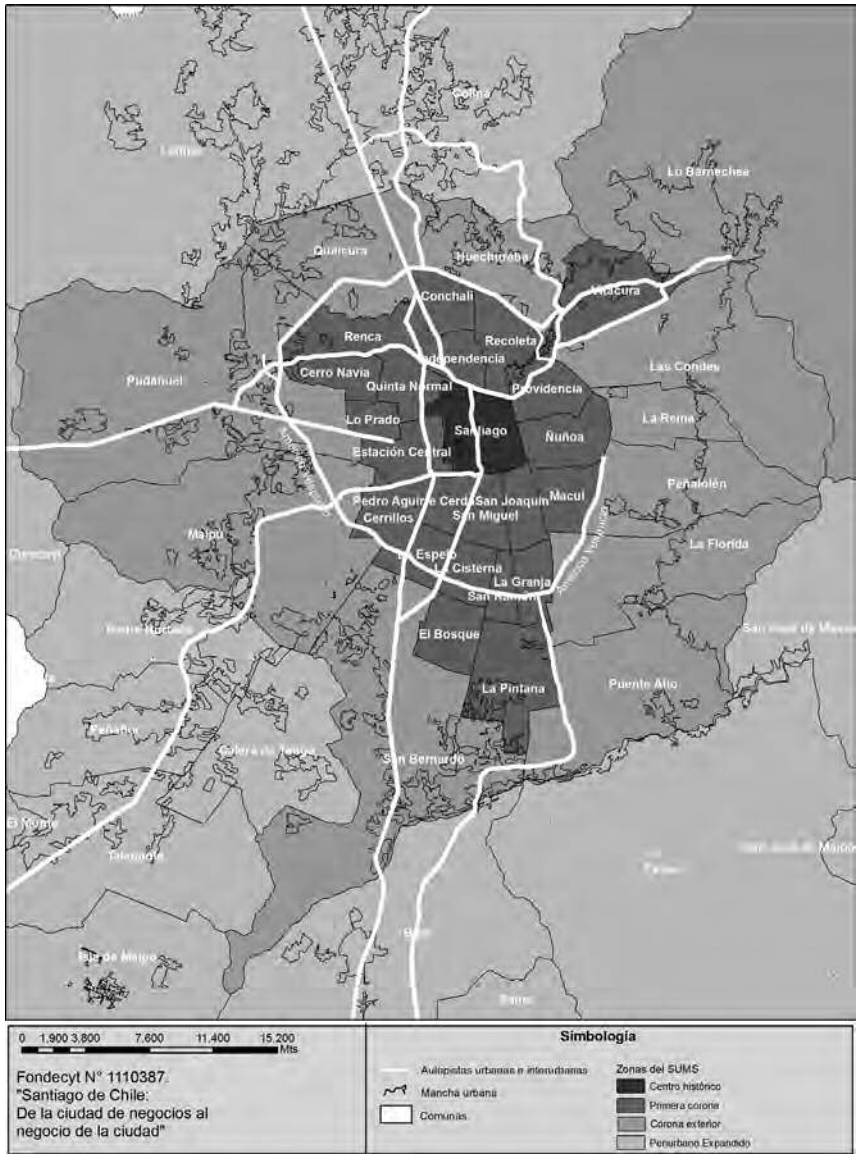 Colina
Lo Barnechea
Quilicura
Huechuraba
Conchalí
Vitacura
Renca
Recoleta
Independencia
Las Condes
Pudahuel
Cerro Navia
Quinta Normal
Providencia
Lo Prado
Santiago
La Reina
Ñuñoa
Estación Central
Pedro Aguirre Cerda
San Joaquín
Macul
Peñalolén
Cerrillos
San Miguel
Maipú
La Florida
Lo Espejo
La Cisterna
La Granja
San Ramón
El Bosque
La Pintana
Puente Alto
Peñaflor
Calera de Tango
San Bernardo
El Monte
Talagante
Isla de Maipo
0 1,900 3,800 7,600 11,400 15,200
Mts
Fondecyt N° 1110387.
"Santiago de Chile:
De la ciudad de negocios al
negocio de la ciudad"
Simbología
Autopistas urbanas e interurbanas
Mancha urbana
Comunas
Zonas del SUMS
Centro histórico
Primera corona
Corona exterior
Periurbano Expandido